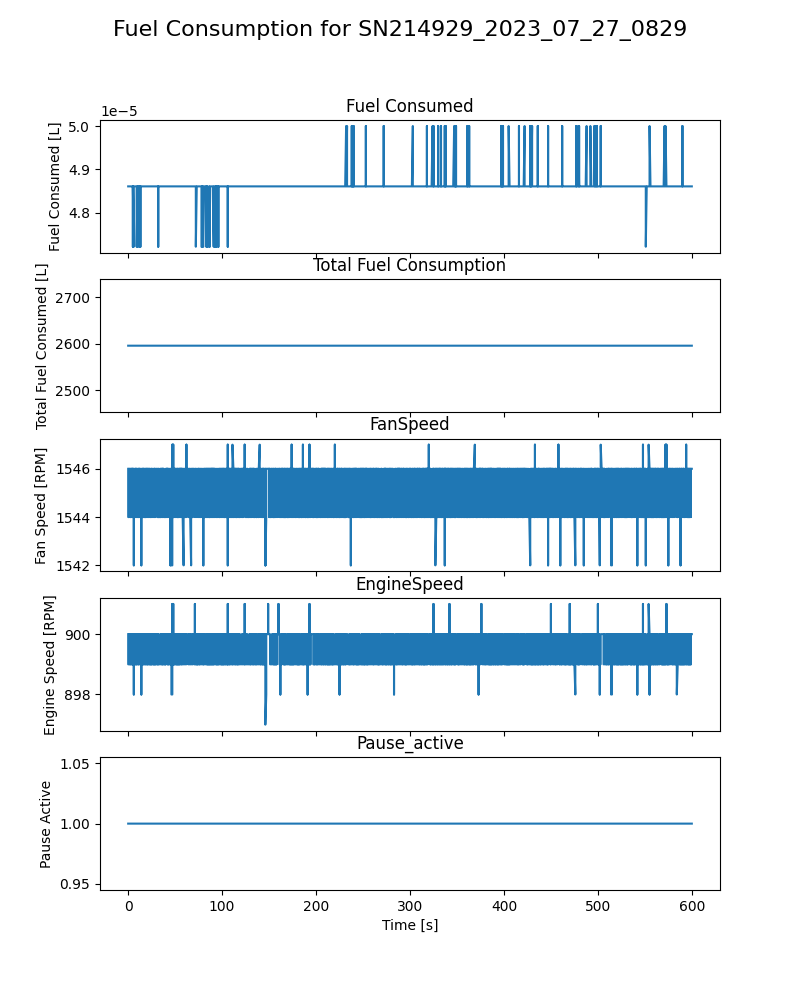 Fuel Consumption for SN214929_2023_07_27_0829
Fuel Consumed
1e−5
5.0
4.9
4.8
Fuel Consumed [L]
Total Fuel Consumption
2700
2600
2500
Total Fuel Consumed [L]
FanSpeed
1546
1544
1542
Fan Speed [RPM]
EngineSpeed
900
898
Engine Speed [RPM]
Pause_active
1.05
1.00
0.95
Pause Active
0 100 200 300 400 500 600
Time [s]